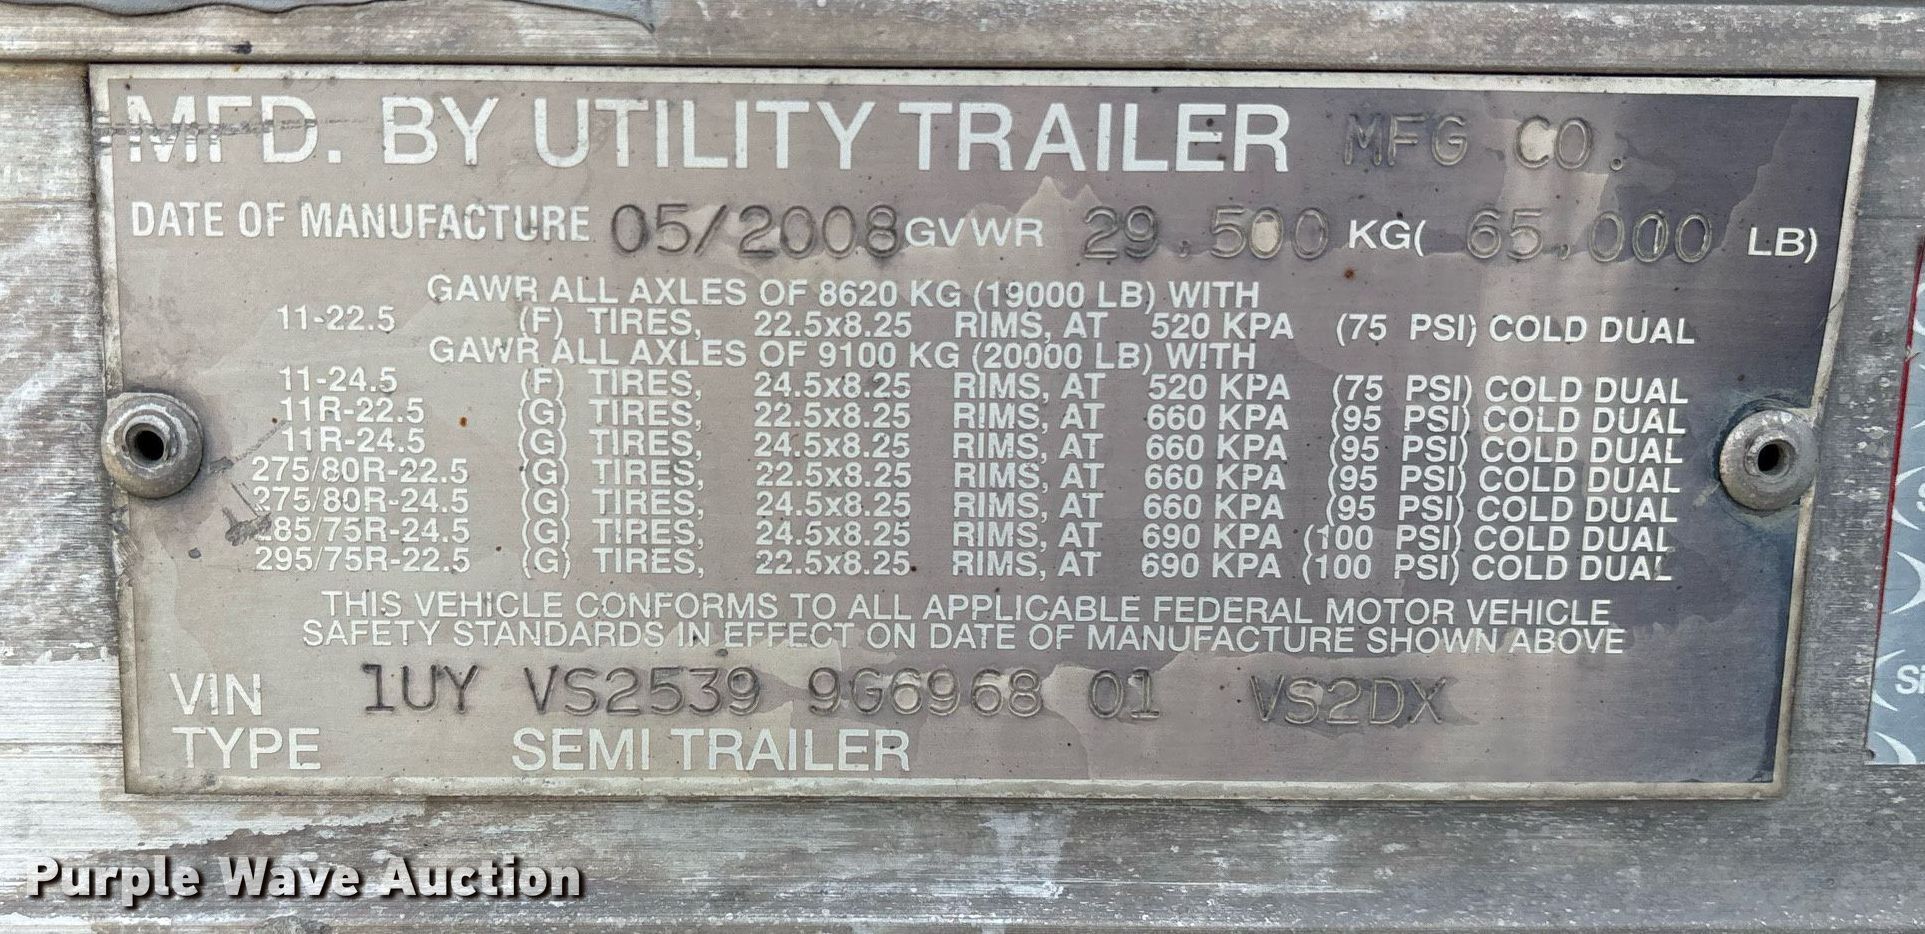 MFD. BY UTILITY TRAILER MFG CO.
DATE OF MANUFACTURE 05/2008 GVWR 29,500 KG( 65,000 LB)
GAWR ALL AXLES OF 8620 KG (19000 LB) WITH
11-22.5 (F) TIRES, 22.5x8.25 RIMS, AT 520 KPA (75 PSI) COLD DUAL
GAWR ALL AXLES OF 9100 KG (20000 LB) WITH
11-24.5 (F) TIRES, 24.5x8.25 RIMS, AT 520 KPA (75 PSI) COLD DUAL
11R-22.5 (G) TIRES, 22.5x8.25 RIMS, AT 660 KPA (95 PSI) COLD DUAL
11R-24.5 (G) TIRES, 24.5x8.25 RIMS, AT 660 KPA (95 PSI) COLD DUAL
275/80R-22.5 (G) TIRES, 22.5x8.25 RIMS, AT 660 KPA (95 PSI) COLD DUAL
275/80R-24.5 (G) TIRES, 24.5x8.25 RIMS, AT 660 KPA (95 PSI) COLD DUAL
285/75R-24.5 (G) TIRES, 24.5x8.25 RIMS, AT 690 KPA (100 PSI) COLD DUAL
295/75R-22.5 (G) TIRES, 22.5x8.25 RIMS, AT 690 KPA (100 PSI) COLD DUAL
THIS VEHICLE CONFORMS TO ALL APPLICABLE FEDERAL MOTOR VEHICLE
SAFETY STANDARDS IN EFFECT ON DATE OF MANUFACTURE SHOWN ABOVE
VIN 1UY VS2539 9G6968 01 VS2DX
TYPE SEMI TRAILER
Purple Wave Auction